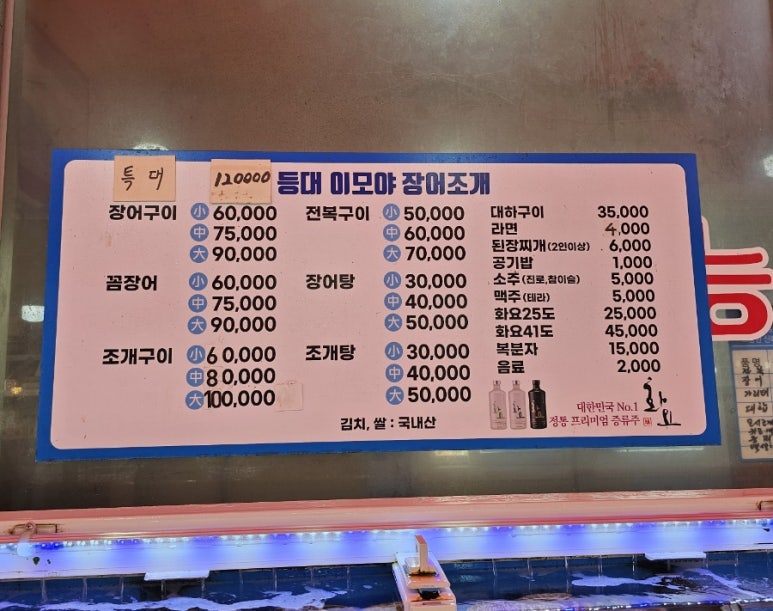 특대 120000
등대 이모야 장어조개
장어구이 小 60,000
中 75,000
大 90,000
꼼장어 小 60,000
中 75,000
大 90,000
조개구이 小 60,000
中 80,000
大 100,000
전복구이 小 50,000
中 60,000
大 70,000
장어탕 小 30,000
中 40,000
大 50,000
조개탕 小 30,000
中 40,000
大 50,000
김치, 쌀 : 국내산
대하구이 35,000
라면 4,000
된장찌개 (2인이상) 6,000
공기밥 1,000
소주 (진로,참이슬) 5,000
맥주 (테라) 5,000
화요25도 25,000
화요41도 45,000
복분자 15,000
음료 2,000
대한민국 No.1
정통 프리미엄 증류주
화요
등
품명
장어